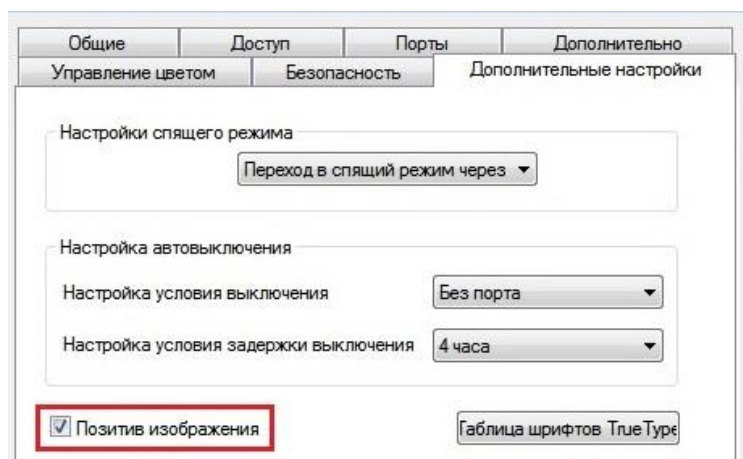 Общие Доступ Порты Дополнительно
Управление цветом Безопасность Дополнительные настройки
Настройки спящего режима
Переход в спящий режим через
Настройка автовыключения
Настройка условия выключения Без порта
Настройка условия задержки выключения 4 часа
Позитив изображения Таблица шрифтов TrueType